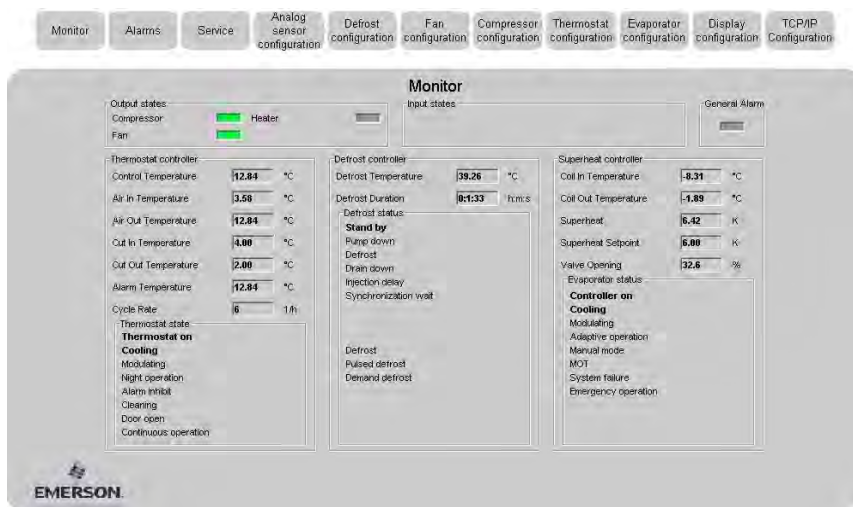 Monitor
Alarms
Service
Analog
sensor
configuration
Defrost
configuration
Fan
configuration
Compressor
configuration
Thermostat
configuration
Evaporator
configuration
Display
configuration
TCP/IP
Configuration
Monitor
Output states
Compressor
Heater
Fan
Input states
General Alarm
Thermostat controller
Control Temperature 12.84 °C
Air In Temperature 3.58 °C
Air Out Temperature 12.84 °C
Cut In Temperature 4.00 °C
Cut Out Temperature 2.00 °C
Alarm Temperature 12.84 °C
Cycle Rate 6 1/h
Thermostat state
Thermostat on
Cooling
Modulating
Night operation
Alarm inhibit
Cleaning
Door open
Continuous operation
Defrost controller
Defrost Temperature 39.26 °C
Defrost Duration 0:1:33 h:m:s
Defrost status
Stand by
Pump down
Defrost
Drain down
Injection delay
Synchronization wait
Defrost
Pulsed defrost
Demand defrost
Superheat controller
Coil In Temperature -8.31 °C
Coil Out Temperature -1.89 °C
Superheat 6.42 K
Superheat Setpoint 6.00 K
Valve Opening 32.6 %
Evaporator status
Controller on
Cooling
Modulating
Adaptive operation
Manual mode
MOT
System failure
Emergency operation
EMERSON.